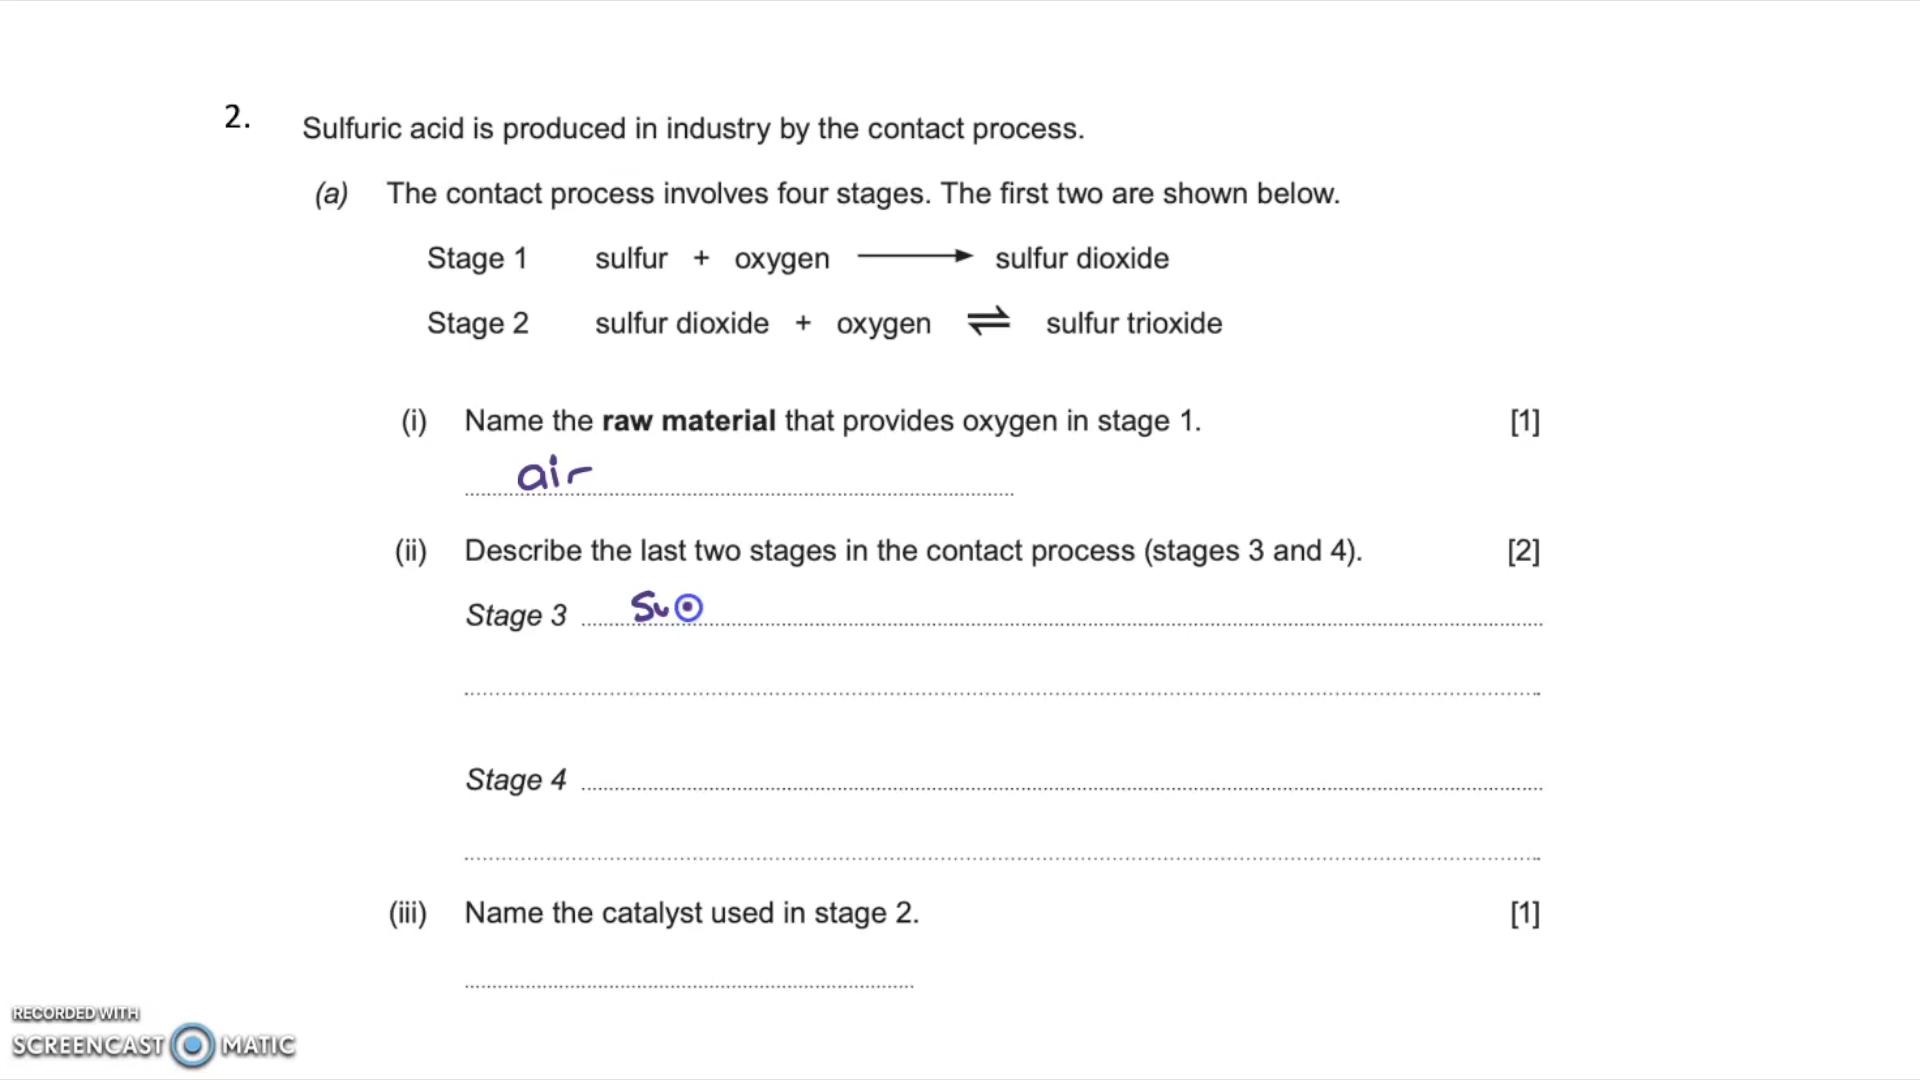 2.
Sulfuric acid is produced in industry by the contact process.
(a) The contact process involves four stages. The first two are shown below.
Stage 1 sulfur + oxygen ⟶ sulfur dioxide
Stage 2 sulfur dioxide + oxygen ⇌ sulfur trioxide
(i) Name the raw material that provides oxygen in stage 1. [1]
air
(ii) Describe the last two stages in the contact process (stages 3 and 4). [2]
Stage 3 Su
Stage 4
(iii) Name the catalyst used in stage 2. [1]
RECORDED WITH
SCREENCAST MATIC